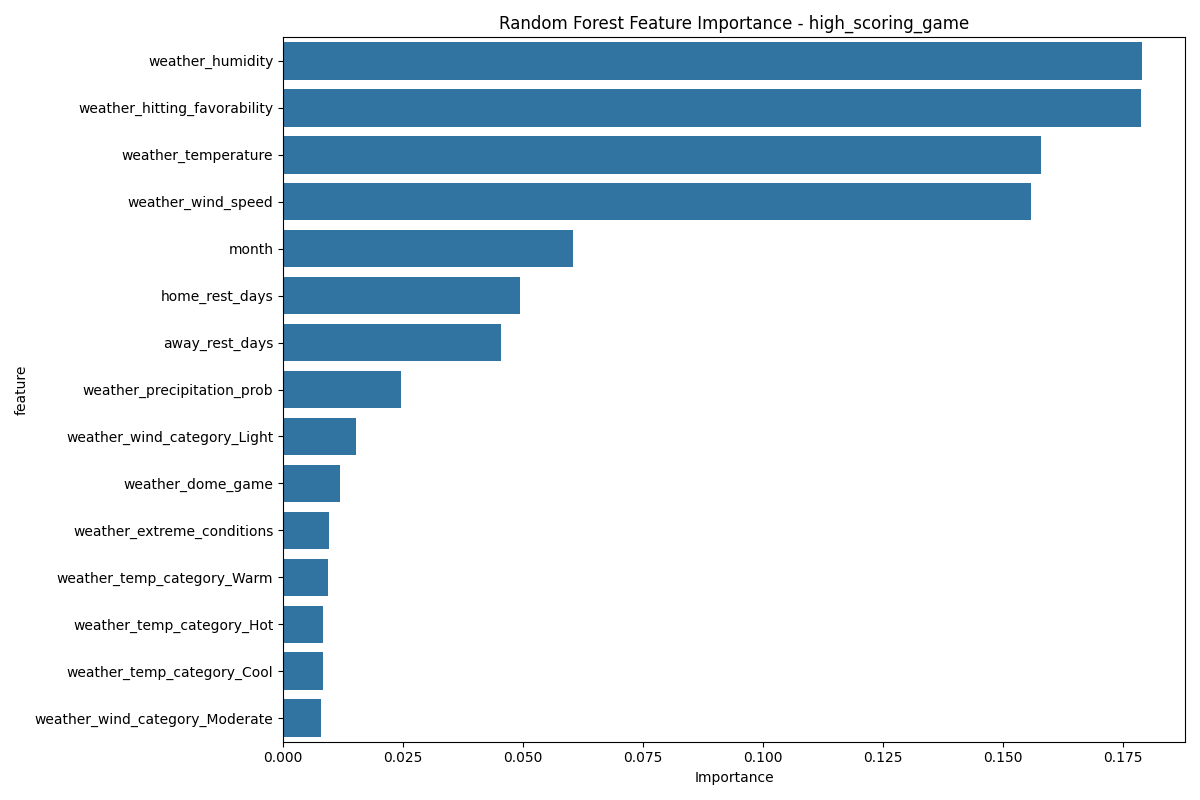 Random Forest Feature Importance - high_scoring_game
weather_humidity
weather_hitting_favorability
weather_temperature
weather_wind_speed
month
home_rest_days
away_rest_days
weather_precipitation_prob
weather_wind_category_Light
weather_dome_game
weather_extreme_conditions
weather_temp_category_Warm
weather_temp_category_Hot
weather_temp_category_Cool
weather_wind_category_Moderate
feature
0.000 0.025 0.050 0.075 0.100 0.125 0.150 0.175
Importance